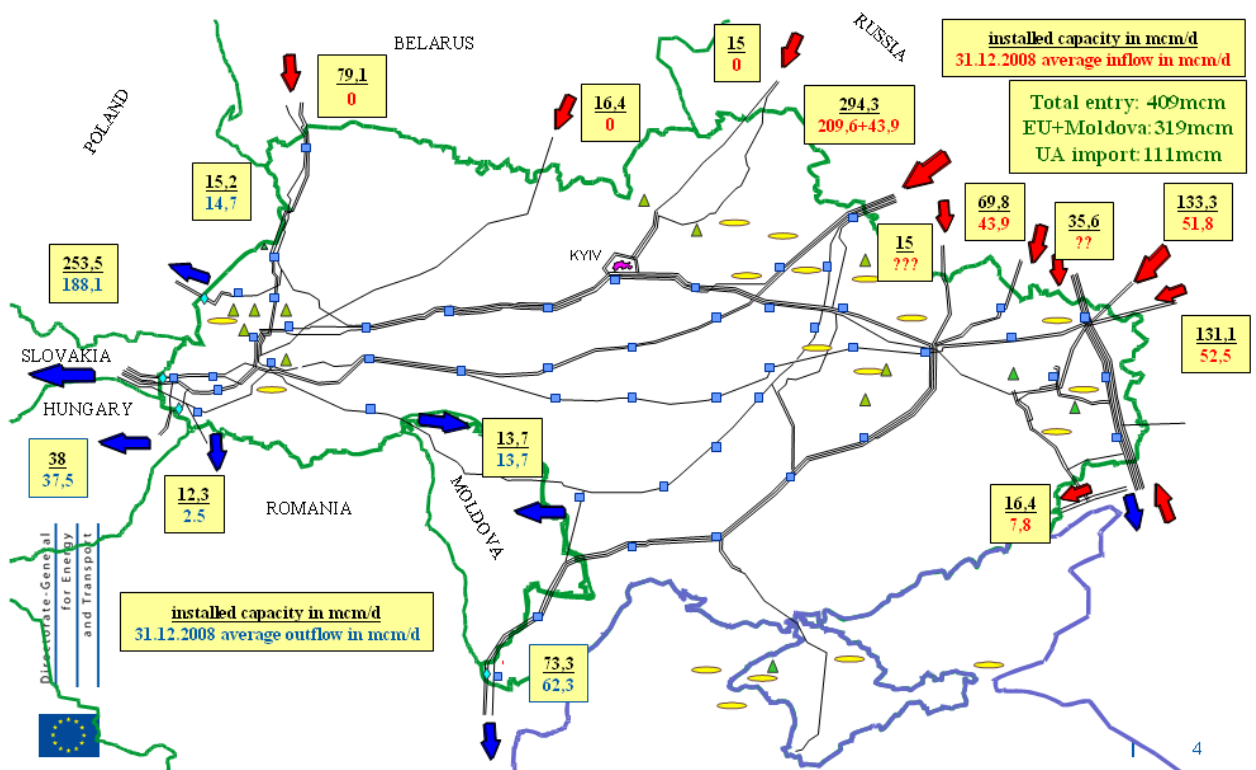 BELARUS
RUSSIA
POLAND
79,1
0
16,4
0
15
0
294,3
209,6+43,9
installed capacity in mcm/d
31.12.2008 average inflow in mcm/d
Total entry: 409mcm
EU+Moldova: 319mcm
UA import: 111mcm
15,2
14,7
69,8
43,9
35,6
??
133,3
51,8
15
???
253,5
188,1
KYIV
131,1
52,5
SLOVAKIA
HUNGARY
38
37,5
12,3
2.5
13,7
13,7
ROMANIA
MOLDOVA
16,4
7,8
Directorate-General
for Energy
and Transport
installed capacity in mcm/d
31.12.2008 average outflow in mcm/d
73,3
62,3
4